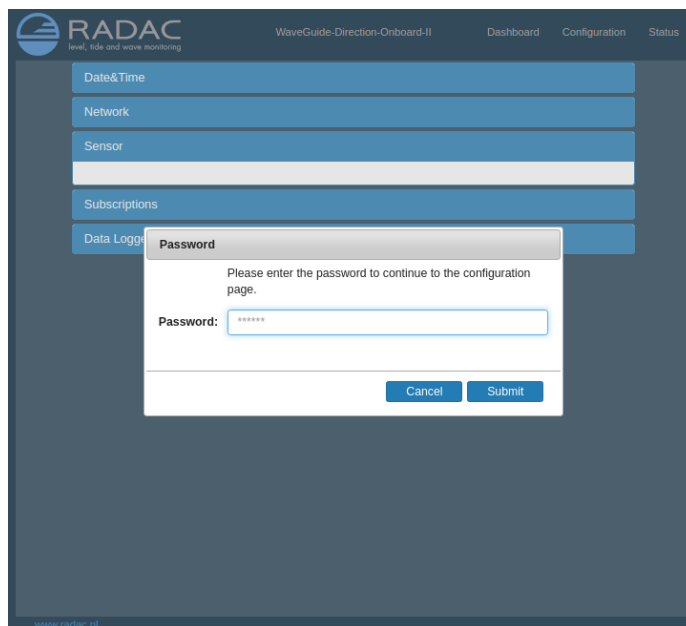 RADAC
level, tide and wave monitoring
WaveGuide-Direction-Onboard-II
Dashboard
Configuration
Status
Date&Time
Network
Sensor
Subscriptions
Data Logge
Password
Please enter the password to continue to the configuration
page.
Password:
******
Cancel
Submit
www.radac.nl